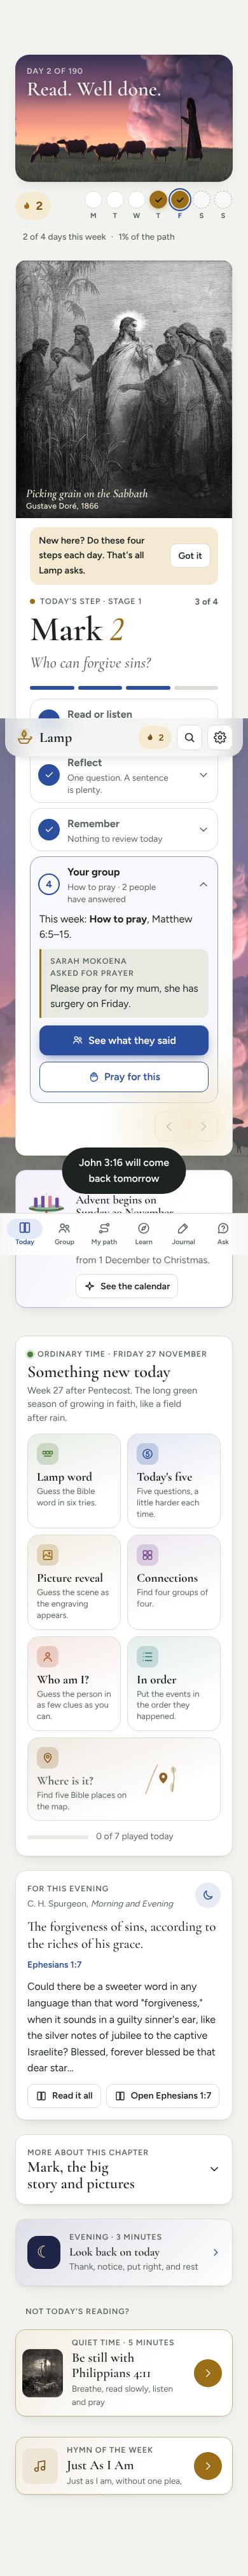 DAY 2 OF 190
Read. Well done.
2
M T W T F S S
2 of 4 days this week · 1% of the path
Picking grain on the Sabbath
Gustave Doré, 1866
New here? Do these four
steps each day. That's all
Lamp asks.
Got it
TODAY'S STEP · STAGE 1
3 of 4
Mark 2
Who can forgive sins?
Read or listen
Lamp
2
Reflect
One question. A sentence
is plenty.
Remember
Nothing to review today
4
Your group
How to pray · 2 people
have answered
This week: How to pray, Matthew
6:5–15.
SARAH MOKOENA
ASKED FOR PRAYER
Please pray for my mum, she has
surgery on Friday.
See what they said
Pray for this
John 3:16 will come
back tomorrow
Advent begins on
Sunday 29 November
Today
Group
My path
Learn
Journal
Ask
from 1 December to Christmas.
See the calendar
ORDINARY TIME · FRIDAY 27 NOVEMBER
Something new today
Week 27 after Pentecost. The long green
season of growing in faith, like a field
after rain.
Lamp word
Guess the Bible
word in six tries.
Today's five
Five questions, a
little harder each
time.
Picture reveal
Guess the scene as
the engraving
appears.
Connections
Find four groups of
four.
Who am I?
Guess the person in
as few clues as you
can.
In order
Put the events in
the order they
happened.
Where is it?
Find five Bible places on
the map.
0 of 7 played today
FOR THIS EVENING
C. H. Spurgeon, Morning and Evening
The forgiveness of sins, according to
the riches of his grace.
Ephesians 1:7
Could there be a sweeter word in any
language than that word "forgiveness,"
when it sounds in a guilty sinner's ear, like
the silver notes of jubilee to the captive
Israelite? Blessed, forever blessed be that
dear star…
Read it all
Open Ephesians 1:7
MORE ABOUT THIS CHAPTER
Mark, the big
story and pictures
EVENING · 3 MINUTES
Look back on today
Thank, notice, put right, and rest
NOT TODAY'S READING?
QUIET TIME · 5 MINUTES
Be still with
Philippians 4:11
Breathe, read slowly, listen
and pray
HYMN OF THE WEEK
Just As I Am
Just as I am, without one plea,